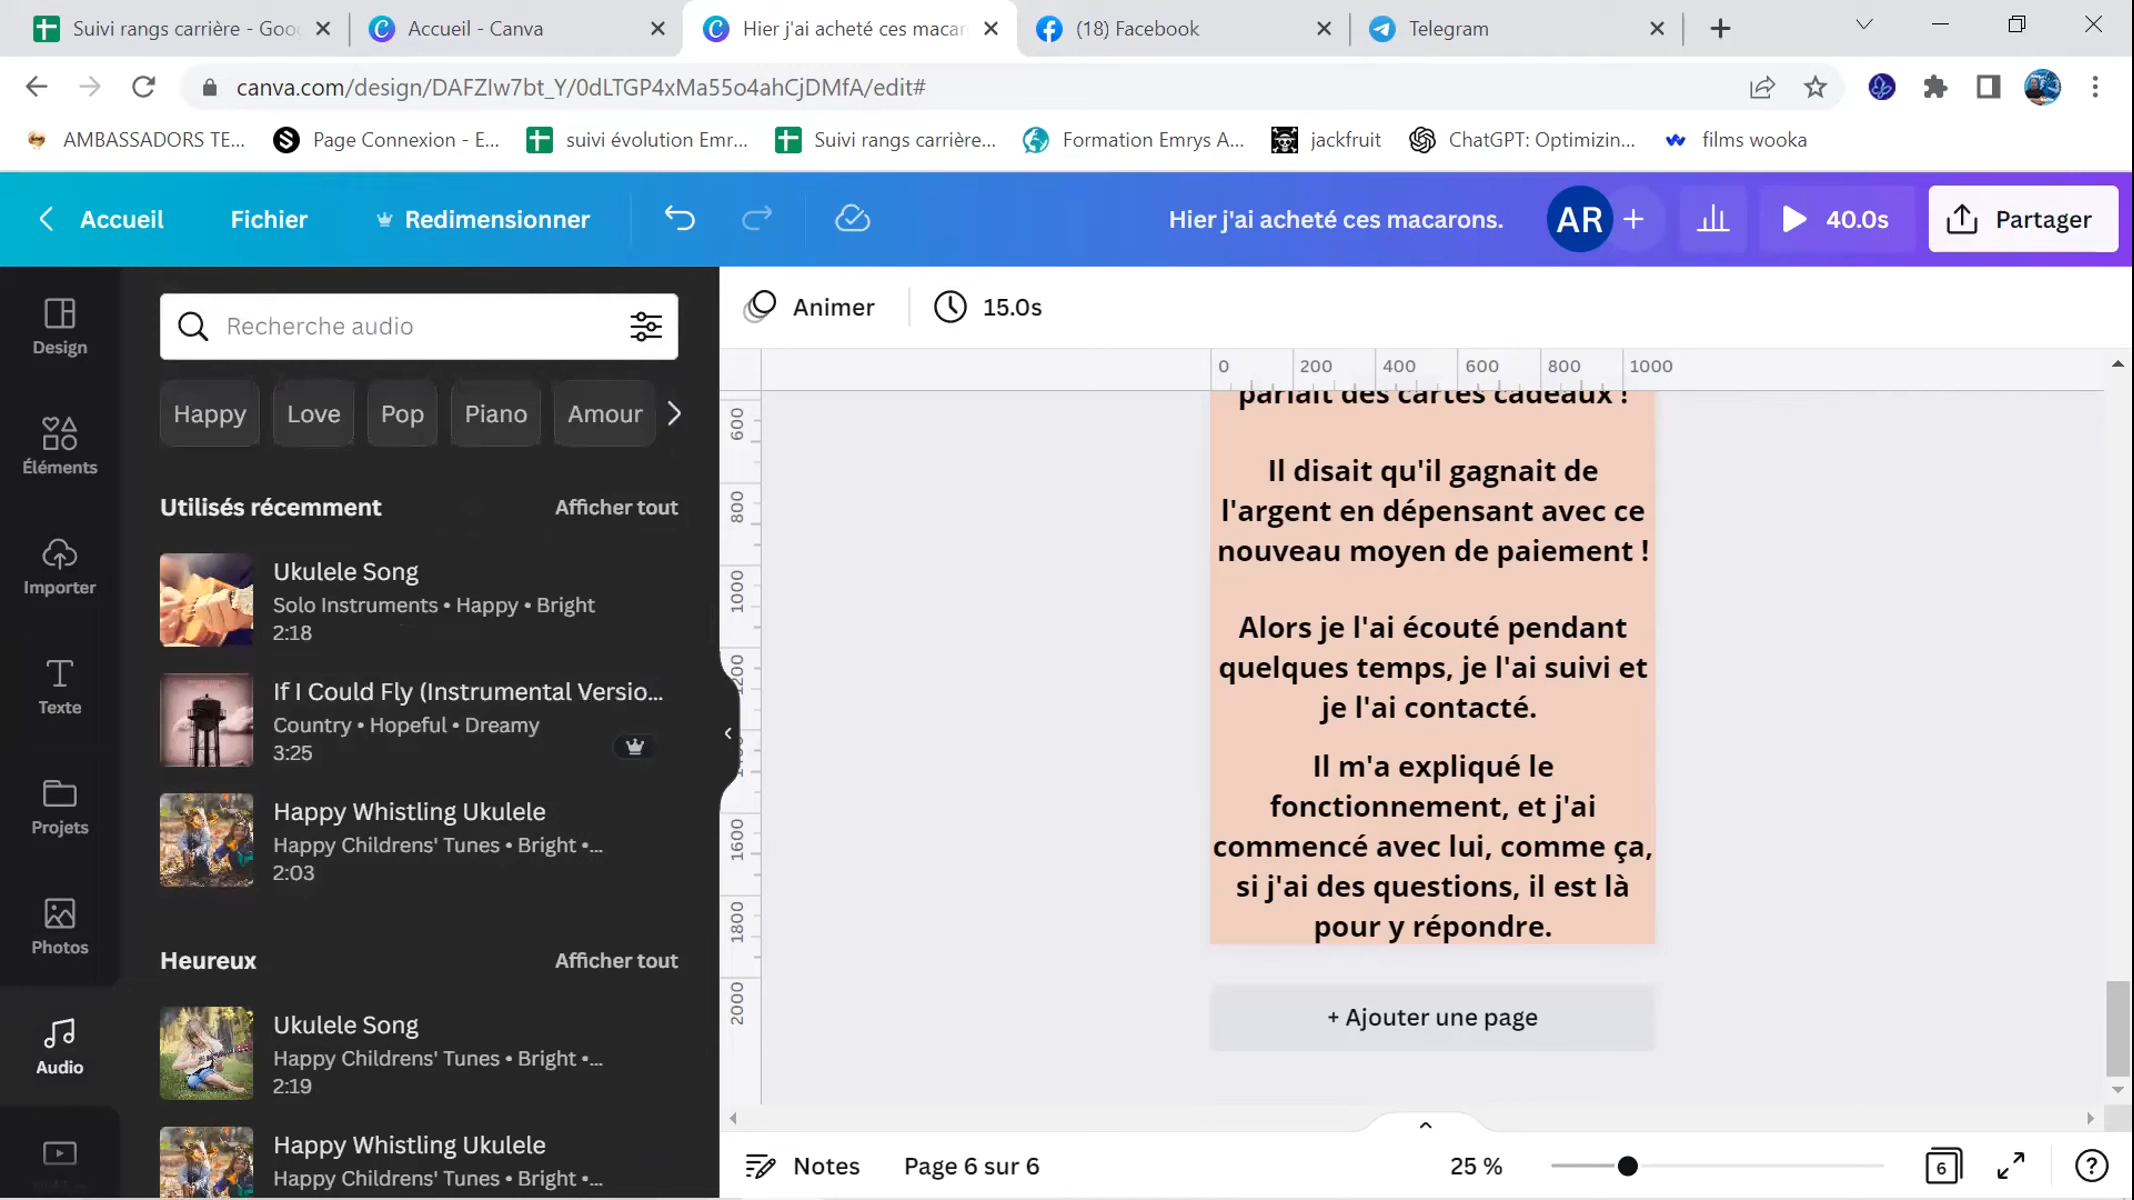 Suivi rangs carrière - Goo
Accueil - Canva
Hier j'ai acheté ces macar
(18) Facebook
Telegram
canva.com/design/DAFZIw7bt_Y/0dLTGP4xMa55o4ahCjDMfA/edit#
AMBASSADORS TE...
Page Connexion - E...
suivi évolution Emr...
Suivi rangs carrière...
Formation Emrys A...
jackfruit
ChatGPT: Optimizin...
films wooka
Accueil
Fichier
Redimensionner
Hier j'ai acheté ces macarons.
AR
40.0s
Partager
Design
Éléments
Importer
Texte
Projets
Photos
Audio
Recherche audio
Happy
Love
Pop
Piano
Amour
Utilisés récemment
Afficher tout
Ukulele Song
Solo Instruments • Happy • Bright
2:18
If I Could Fly (Instrumental Versio...
Country • Hopeful • Dreamy
3:25
Happy Whistling Ukulele
Happy Childrens' Tunes • Bright •...
2:03
Heureux
Afficher tout
Ukulele Song
Happy Childrens' Tunes • Bright •...
2:19
Happy Whistling Ukulele
Happy Childrens' Tunes • Bright •...
Animer
15.0s
0 200 400 600 800 1000
600
800
1000
1200
1600
1800
2000
parfait des cartes cadeaux !
Il disait qu'il gagnait de
l'argent en dépensant avec ce
nouveau moyen de paiement !
Alors je l'ai écouté pendant
quelques temps, je l'ai suivi et
je l'ai contacté.
Il m'a expliqué le
fonctionnement, et j'ai
commencé avec lui, comme ça,
si j'ai des questions, il est là
pour y répondre.
+ Ajouter une page
Notes
Page 6 sur 6
25 %
6